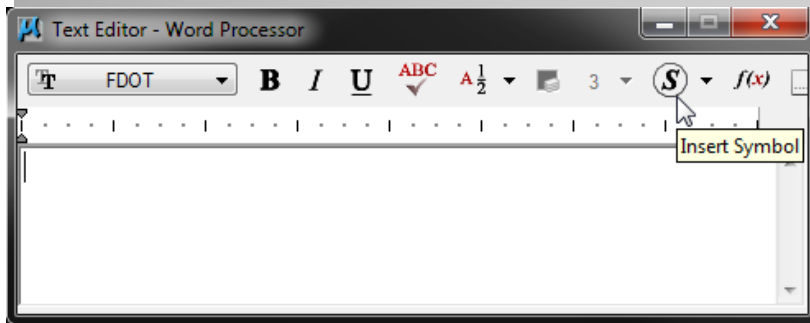 Text Editor - Word Processor
FDOT B I U ABC A1/2 3 S f(x)
Insert Symbol